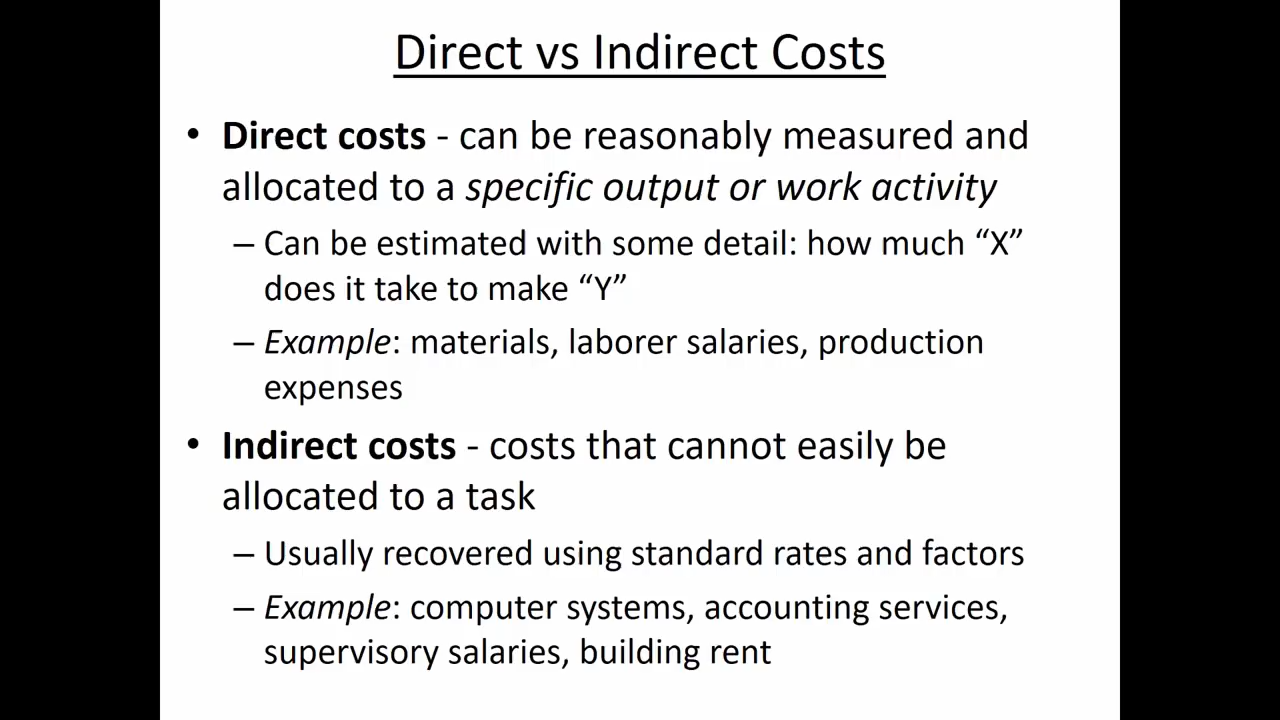 Direct vs Indirect Costs
• Direct costs - can be reasonably measured and
allocated to a specific output or work activity
– Can be estimated with some detail: how much “X”
does it take to make “Y”
– Example: materials, laborer salaries, production
expenses
• Indirect costs - costs that cannot easily be
allocated to a task
– Usually recovered using standard rates and factors
– Example: computer systems, accounting services,
supervisory salaries, building rent